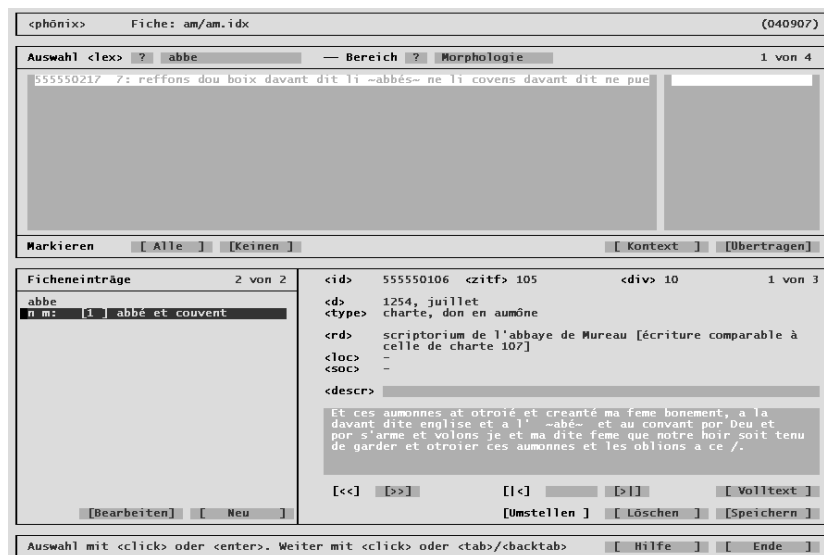 <phönix> Fiche: am/am.idx (040907)
Auswahl <lex> ? abbe — Bereich ? Morphologie 1 von 4
555550217 7: reffons dou boix davant dit li ~abbés~ ne li covens davant dit ne pue
Markieren [ Alle ] [Keinen ] [ Kontext ] [Übertragen]
Ficheneinträge 2 von 2
abbe
n m: [1 ] abbé et couvent
[Bearbeiten] [ Neu ]
<id> 555550106 <zitf> 105 <div> 10 1 von 3
<d> 1254, juillet
<type> charte, don en aumône
<rd> scriptorium de l'abbaye de Mureau [écriture comparable à
celle de charte 107]
<loc> –
<soc> –
<descr>
Et ces aumonnes at otroié et creanté ma feme bonement, a la
davant dite englise et a l' ~abé~ et au convant por Deu et
por s'arme et volons je et ma dite feme que notre hoir soit tenu
de garder et otroier ces aumonnes et les oblions a ce /.
[<<] [>>] [|<] [>|] [ Volltext ]
[Umstellen ] [ Löschen ] [Speichern ]
Auswahl mit <click> oder <enter>. Weiter mit <click> oder <tab>/<backtab> [ Hilfe ] [ Ende ]